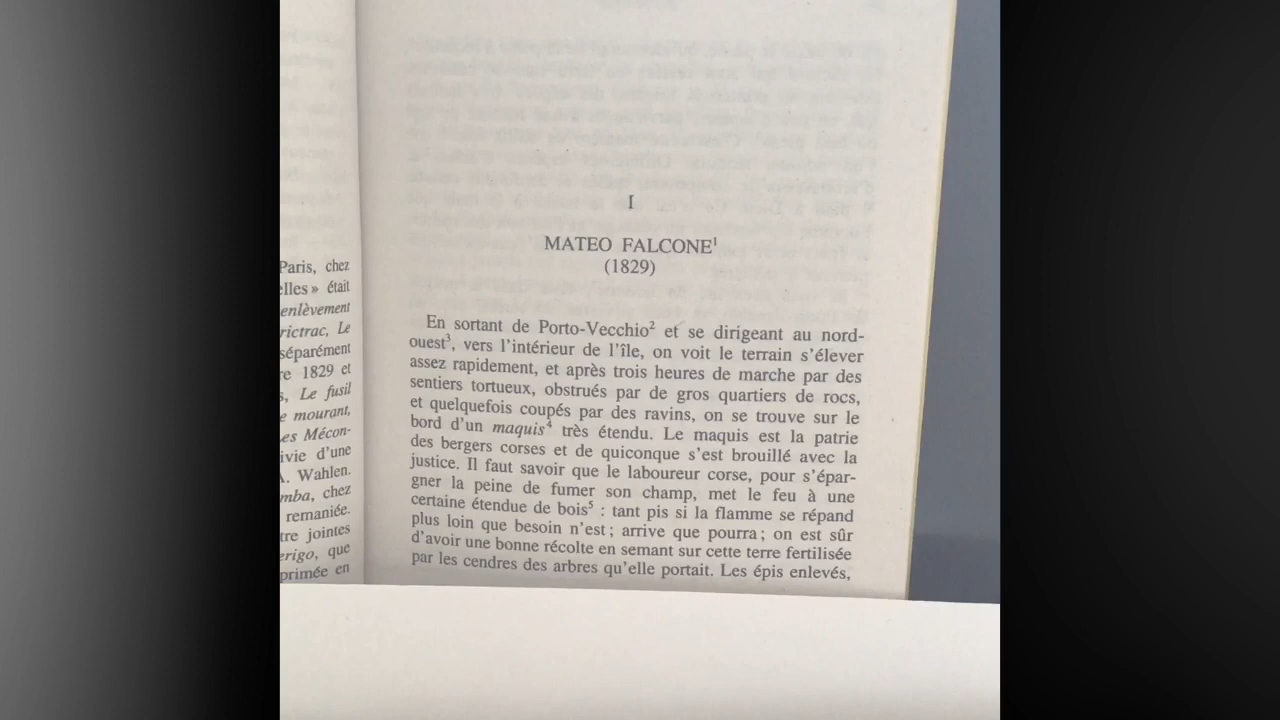 Paris, chez
elles» était
enlèvement
rictrac, Le
séparément
re 1829 et
s, Le fusil
e mourant,
Les Mécon-
ivie d'une
A. Wahlen.
mba, chez
remaniée.
tre jointes
erigo, que
primée en
I
MATEO FALCONE¹
(1829)
En sortant de Porto-Vecchio² et se dirigeant au nord-
ouest³, vers l'intérieur de l'île, on voit le terrain s'élever
assez rapidement, et après trois heures de marche par des
sentiers tortueux, obstrués par de gros quartiers de rocs,
et quelquefois coupés par des ravins, on se trouve sur le
bord d'un maquis⁴ très étendu. Le maquis est la patrie
des bergers corses et de quiconque s'est brouillé avec la
justice. Il faut savoir que le laboureur corse, pour s'épar-
gner la peine de fumer son champ, met le feu à une
certaine étendue de bois⁵ : tant pis si la flamme se répand
plus loin que besoin n'est ; arrive que pourra ; on est sûr
d'avoir une bonne récolte en semant sur cette terre fertilisée
par les cendres des arbres qu'elle portait. Les épis enlevés,